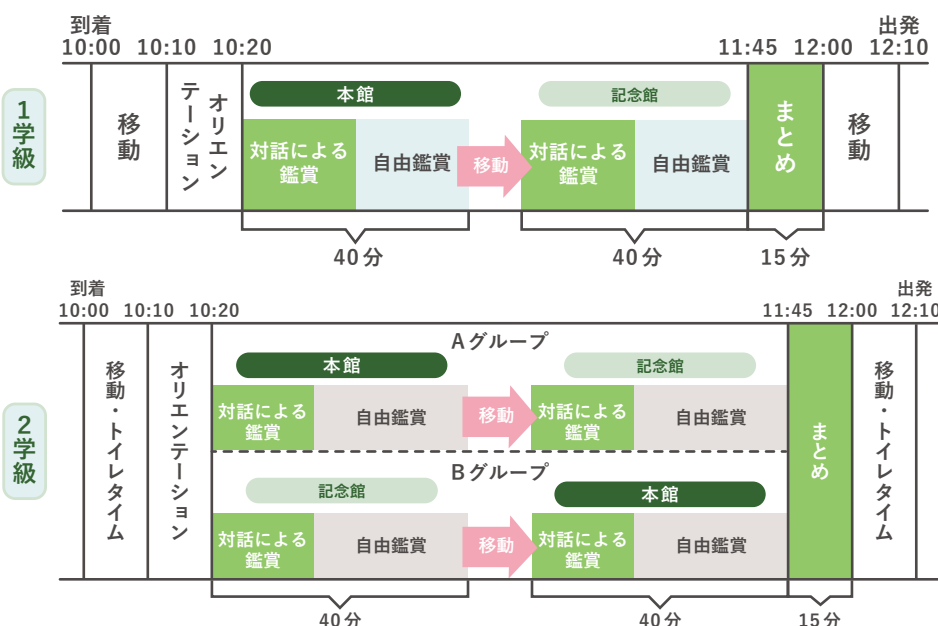 到着
出発
10:00 10:10 10:20 11:45 12:00 12:10
1学級
移動
オリエン
テーション
本館
対話による
鑑賞
自由鑑賞
移動
記念館
対話による
鑑賞
自由鑑賞
まとめ
移動
40分
40分
15分
到着
出発
10:00 10:10 10:20 11:45 12:00 12:10
2学級
移動・トイレタイム
オリエンテーション
Aグループ
本館
対話による
鑑賞
自由鑑賞
移動
記念館
対話による
鑑賞
自由鑑賞
Bグループ
記念館
対話による
鑑賞
自由鑑賞
移動
本館
対話による
鑑賞
自由鑑賞
まとめ
移動・トイレタイム
40分
40分
15分